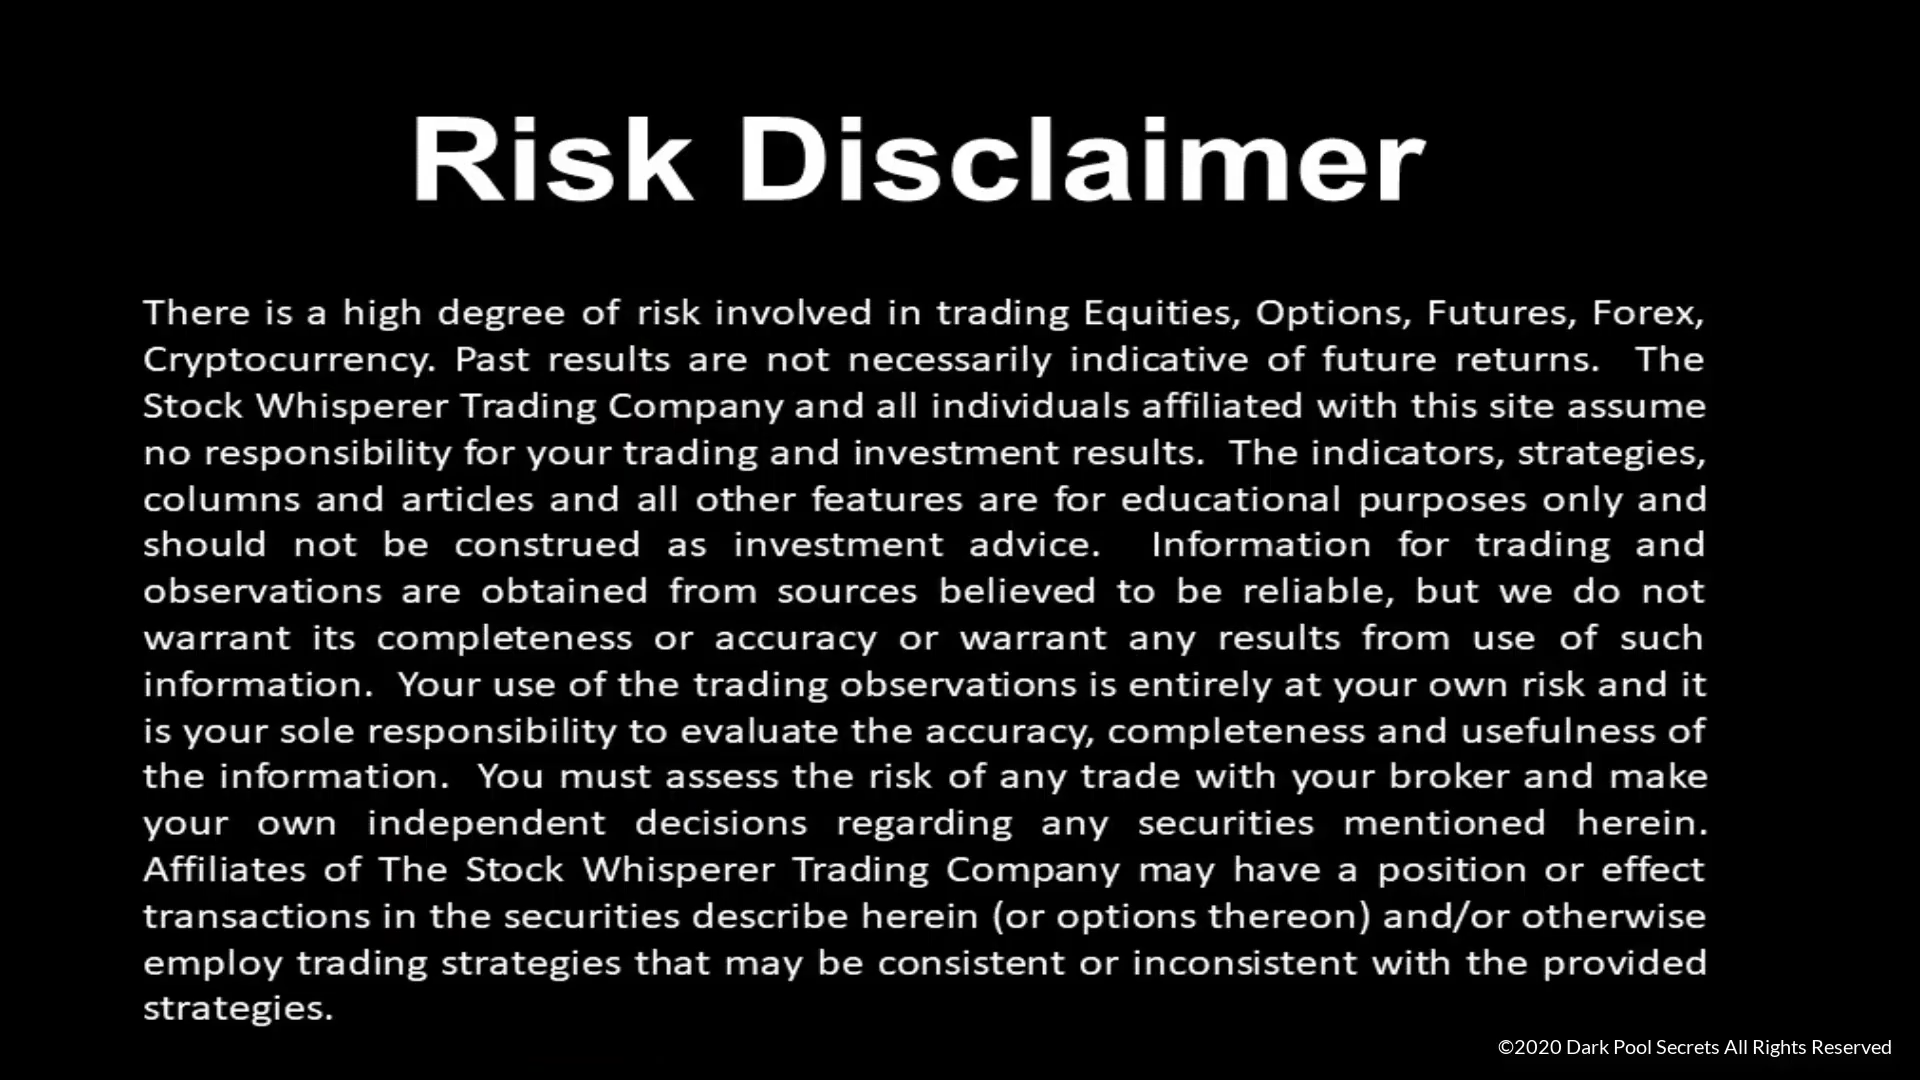 Risk Disclaimer
There is a high degree of risk involved in trading Equities, Options, Futures, Forex,
Cryptocurrency. Past results are not necessarily indicative of future returns. The
Stock Whisperer Trading Company and all individuals affiliated with this site assume
no responsibility for your trading and investment results. The indicators, strategies,
columns and articles and all other features are for educational purposes only and
should not be construed as investment advice. Information for trading and
observations are obtained from sources believed to be reliable, but we do not
warrant its completeness or accuracy or warrant any results from use of such
information. Your use of the trading observations is entirely at your own risk and it
is your sole responsibility to evaluate the accuracy, completeness and usefulness of
the information. You must assess the risk of any trade with your broker and make
your own independent decisions regarding any securities mentioned herein.
Affiliates of The Stock Whisperer Trading Company may have a position or effect
transactions in the securities describe herein (or options thereon) and/or otherwise
employ trading strategies that may be consistent or inconsistent with the provided
strategies.
©2020 Dark Pool Secrets All Rights Reserved